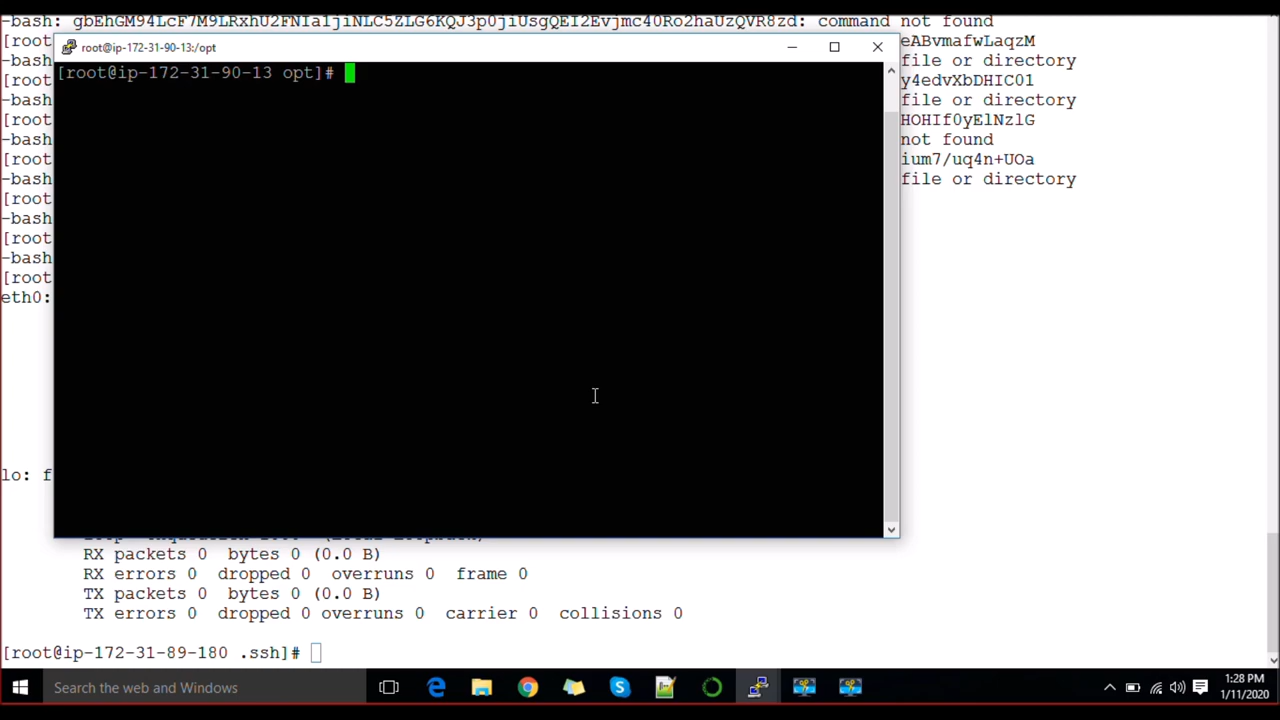 -bash: gbEhGM94LcF7M9LRxhU2FNIa1jiNLC5ZLG6KQJ3p0jiUsgQEI2Evjmc40Ro2haUzQVR8zd: command not found
[root
eABvmafwLaqzM
-bash
file or directory
[root
y4edvXbDHIC01
-bash
file or directory
[root
HOHIf0yElNzlG
-bash
not found
[root
ium7/uq4n+UOa
-bash
file or directory
[root
-bash
[root
-bash
[root
eth0:
lo: f
root@ip-172-31-90-13:/opt
[root@ip-172-31-90-13 opt]#
RX packets 0  bytes 0 (0.0 B)
RX errors 0  dropped 0  overruns 0  frame 0
TX packets 0  bytes 0 (0.0 B)
TX errors 0  dropped 0 overruns 0  carrier 0  collisions 0
[root@ip-172-31-89-180 .ssh]#
Search the web and Windows
1:28 PM
1/11/2020